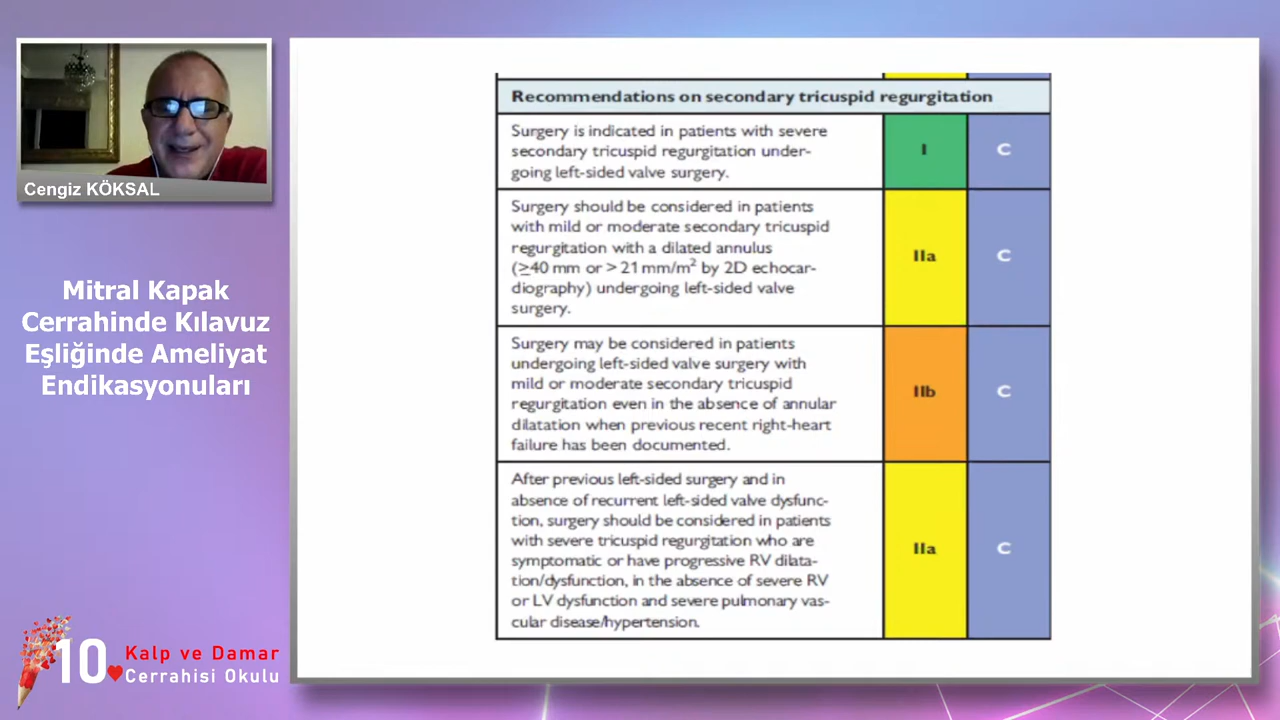 Cengiz KÖKSAL
Mitral Kapak
Cerrahinde Kılavuz
Eşliğinde Ameliyat
Endikasyonuları
10.
Kalp ve Damar
Cerrahisi Okulu
Recommendations on secondary tricuspid regurgitation
Surgery is indicated in patients with severe
secondary tricuspid regurgitation under-
going left-sided valve surgery.
I
C
Surgery should be considered in patients
with mild or moderate secondary tricuspid
regurgitation with a dilated annulus
(≥40 mm or > 21 mm/m² by 2D echocar-
diography) undergoing left-sided valve
surgery.
IIa
C
Surgery may be considered in patients
undergoing left-sided valve surgery with
mild or moderate secondary tricuspid
regurgitation even in the absence of annular
dilatation when previous recent right-heart
failure has been documented.
IIb
C
After previous left-sided surgery and in
absence of recurrent left-sided valve dysfunc-
tion, surgery should be considered in patients
with severe tricuspid regurgitation who are
symptomatic or have progressive RV dilata-
tion/dysfunction, in the absence of severe RV
or LV dysfunction and severe pulmonary vas-
cular disease/hypertension.
IIa
C